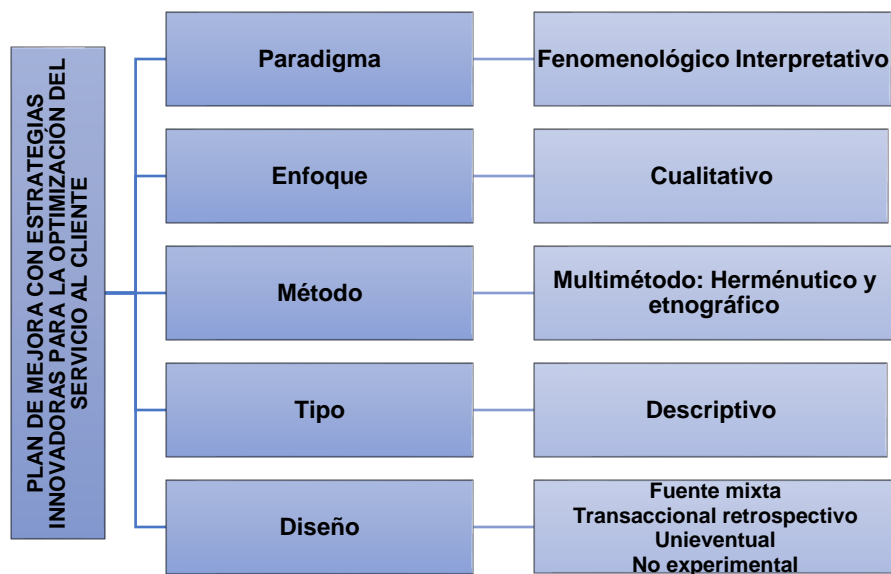 PLAN DE MEJORA CON ESTRATEGIAS
INNOVADORAS PARA LA OPTIMIZACIÓN DEL
SERVICIO AL CLIENTE
Paradigma
Fenomenológico Interpretativo
Enfoque
Cualitativo
Método
Multimétodo: Herménutico y
etnográfico
Tipo
Descriptivo
Diseño
Fuente mixta
Transaccional retrospectivo
Unieventual
No experimental